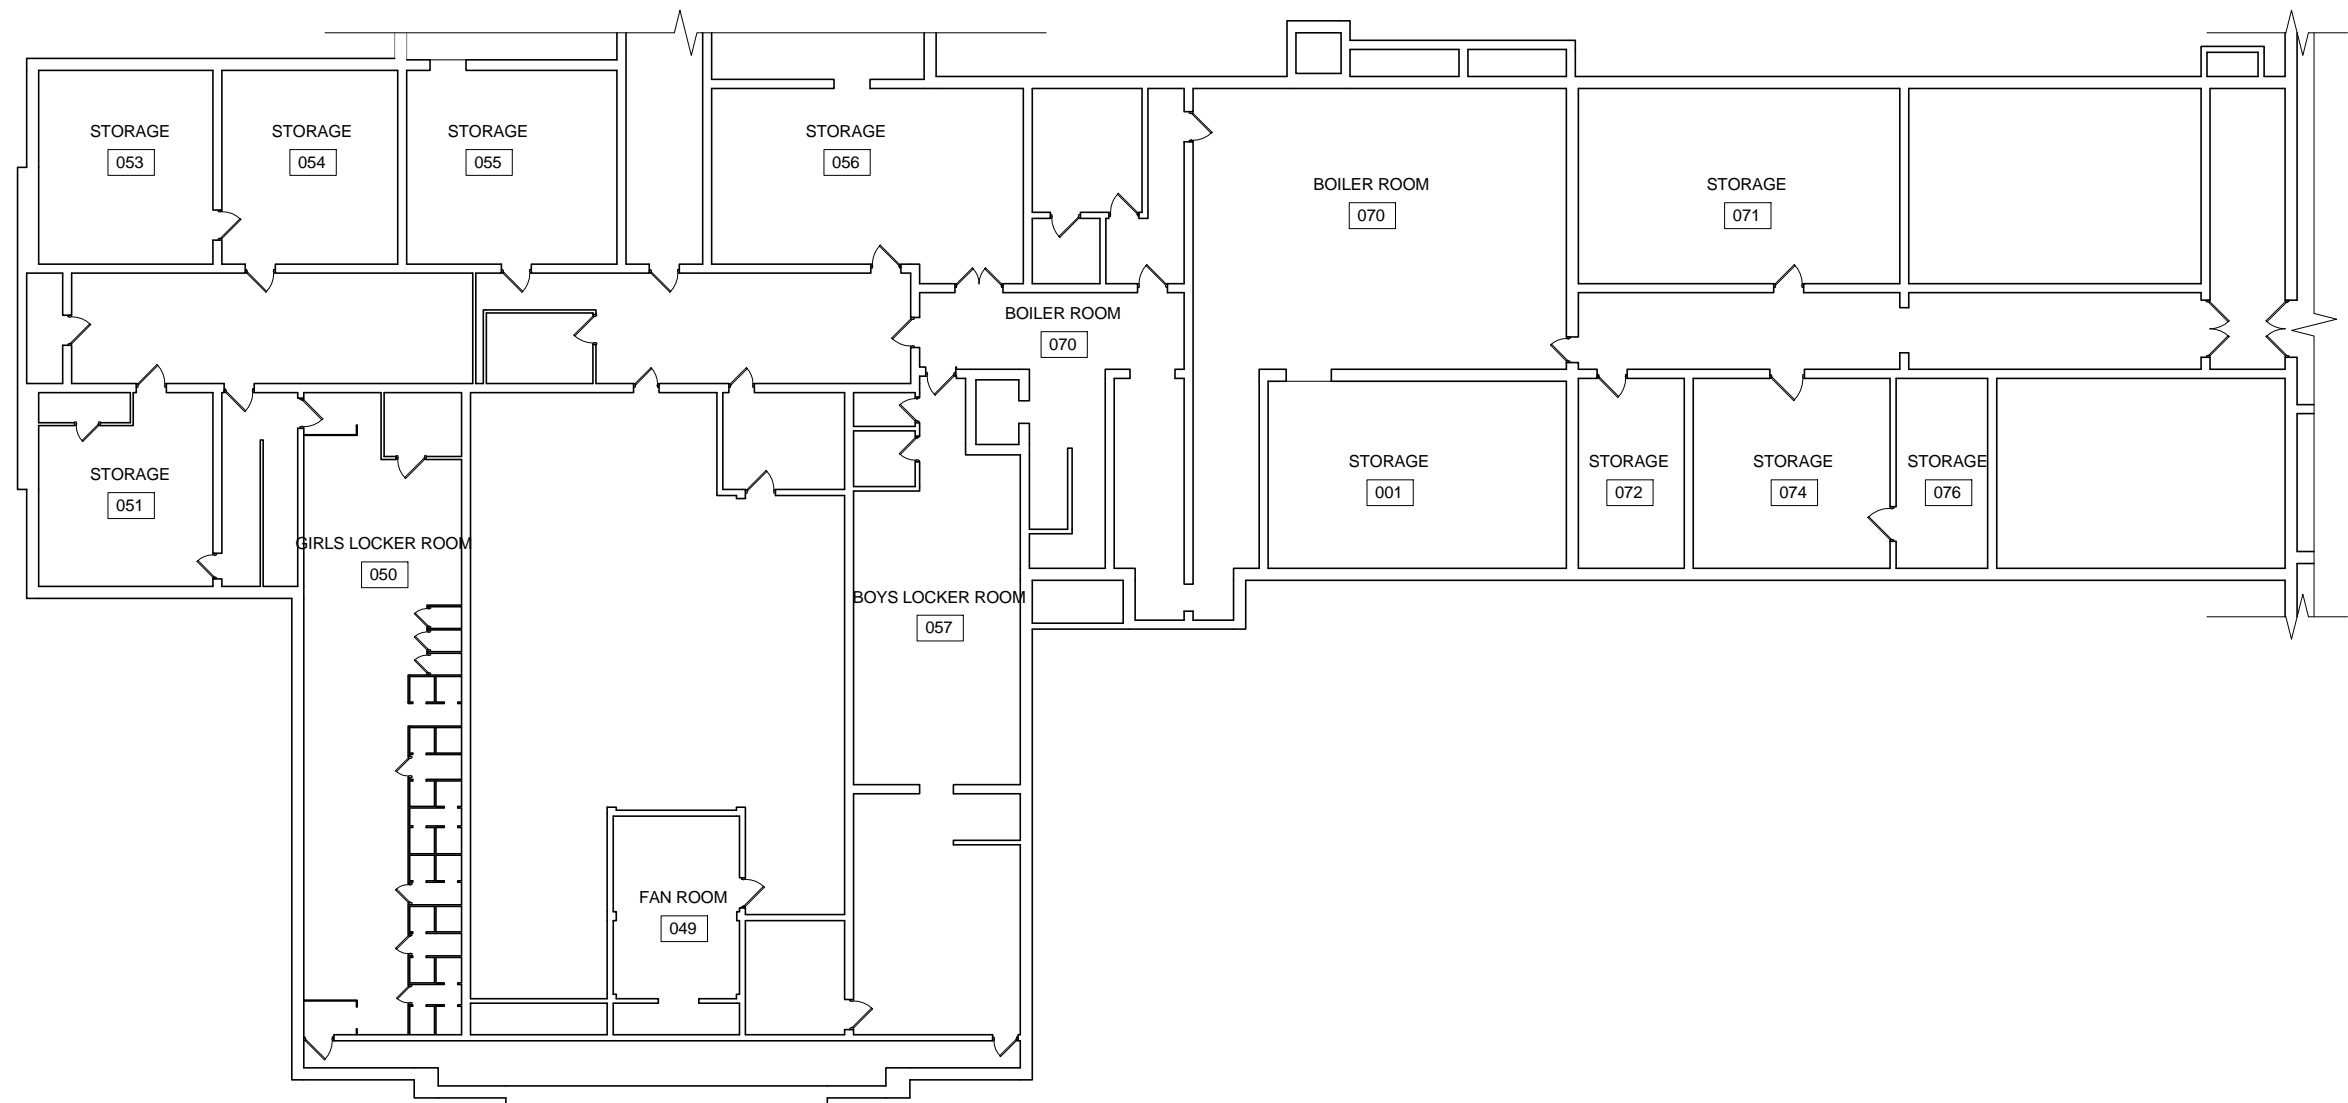 STORAGE
053
STORAGE
054
STORAGE
055
STORAGE
056
BOILER ROOM
070
STORAGE
071
BOILER ROOM
070
STORAGE
051
GIRLS LOCKER ROOM
050
STORAGE
001
STORAGE
072
STORAGE
074
STORAGE
076
BOYS LOCKER ROOM
057
FAN ROOM
049